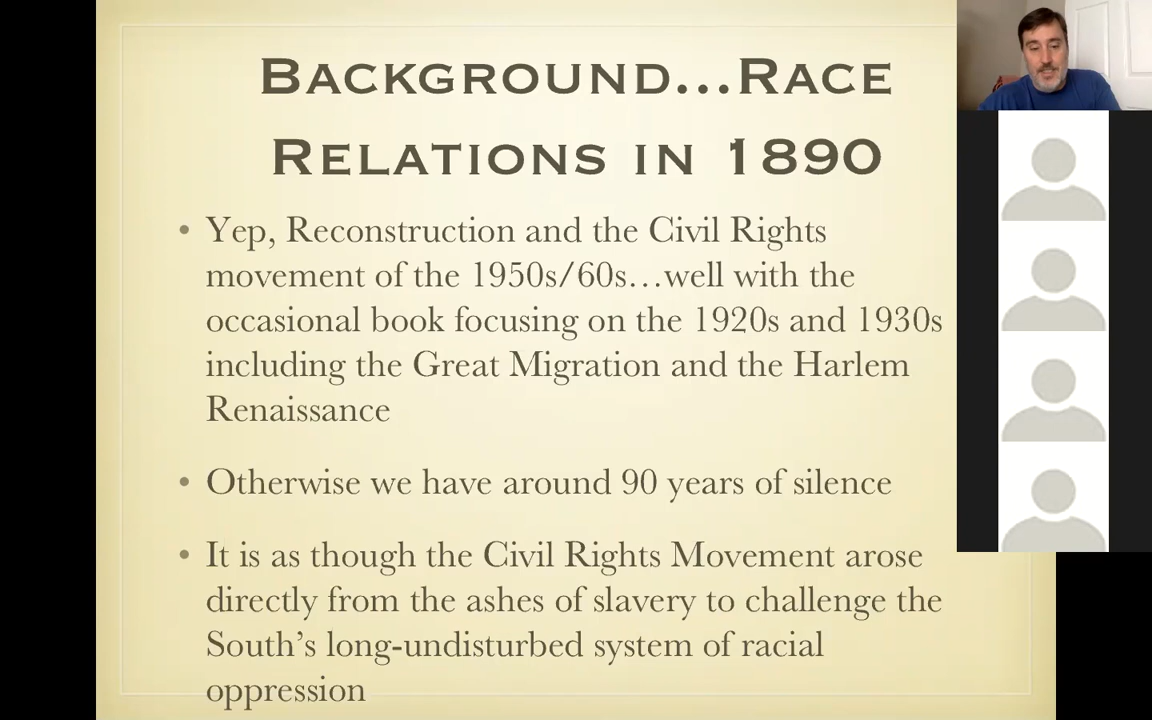 Background...Race
Relations in 1890
• Yep, Reconstruction and the Civil Rights
movement of the 1950s/60s…well with the
occasional book focusing on the 1920s and 1930s
including the Great Migration and the Harlem
Renaissance
• Otherwise we have around 90 years of silence
• It is as though the Civil Rights Movement arose
directly from the ashes of slavery to challenge the
South’s long-undisturbed system of racial
oppression